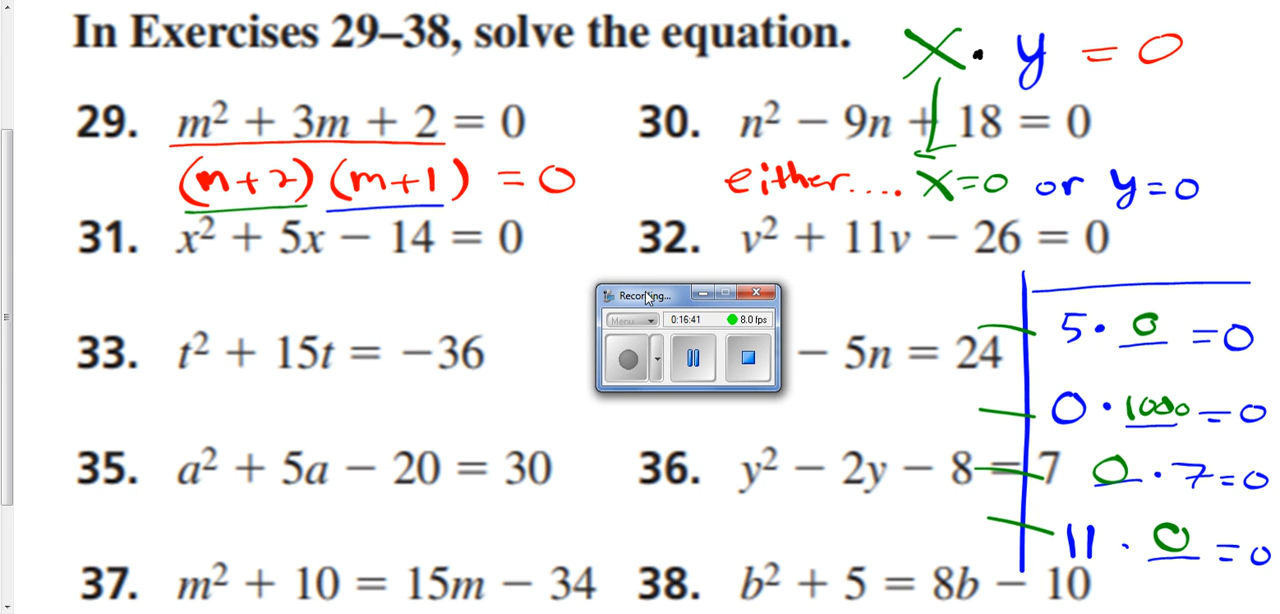 In Exercises 29–38, solve the equation.
x · y = 0
29. m² + 3m + 2 = 0
30. n² − 9n + 18 = 0
(m+2) (m+1) = 0
either.... x=0 or y=0
31. x² + 5x − 14 = 0
32. v² + 11v − 26 = 0
Recording...
Menu
0:16:41
8.0 fps
5 · 0 = 0
33. t² + 15t = −36
− 5n = 24
0 · 1000 = 0
35. a² + 5a − 20 = 30
36. y² − 2y − 8 = 7
0 · 7 = 0
11 · 0 = 0
37. m² + 10 = 15m − 34
38. b² + 5 = 8b − 10